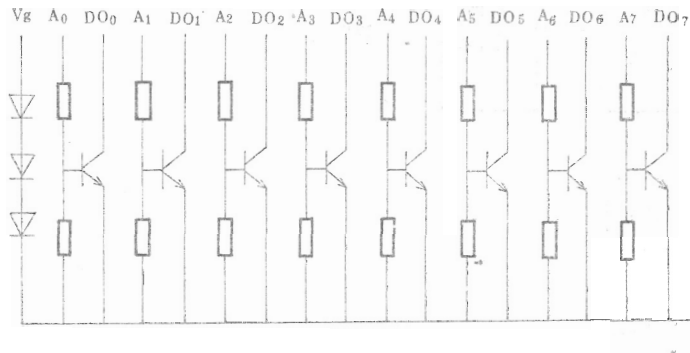 Vg A₀ DO₀ A₁ DO₁ A₂ DO₂ A₃ DO₃ A₄ DO₄ A₅ DO₅ A₆ DO₆ A₇ DO₇